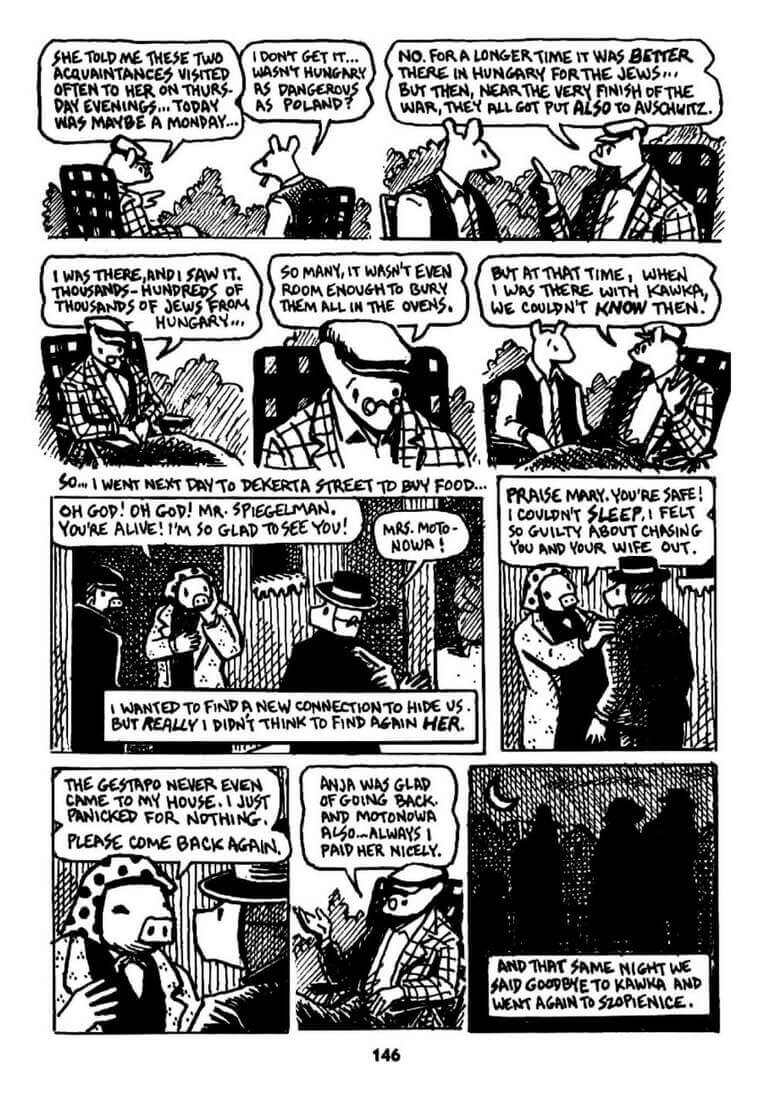 SHE TOLD ME THESE TWO
ACQUAINTANCES VISITED
OFTEN TO HER ON THURS-
DAY EVENINGS... TODAY
WAS MAYBE A MONDAY...
I DON'T GET IT...
WASN'T HUNGARY
AS DANGEROUS
AS POLAND?
NO. FOR A LONGER TIME IT WAS BETTER
THERE IN HUNGARY FOR THE JEWS...
BUT THEN, NEAR THE VERY FINISH OF THE
WAR, THEY ALL GOT PUT ALSO TO AUSCHWITZ.
I WAS THERE, AND I SAW IT.
THOUSANDS-HUNDREDS OF
THOUSANDS OF JEWS FROM
HUNGARY...
SO MANY, IT WASN'T EVEN
ROOM ENOUGH TO BURY
THEM ALL IN THE OVENS.
BUT AT THAT TIME, WHEN
I WAS THERE WITH KAWKA,
WE COULDN'T KNOW THEN.
SO... I WENT NEXT DAY TO DEKERTA STREET TO BUY FOOD...
OH GOD! OH GOD! MR. SPIEGELMAN.
YOU'RE ALIVE! I'M SO GLAD TO SEE YOU!
MRS. MOTO-
NOWA!
I WANTED TO FIND A NEW CONNECTION TO HIDE US.
BUT REALLY I DIDN'T THINK TO FIND AGAIN HER.
PRAISE MARY. YOU'RE SAFE!
I COULDN'T SLEEP, I FELT
SO GUILTY ABOUT CHASING
YOU AND YOUR WIFE OUT.
THE GESTAPO NEVER EVEN
CAME TO MY HOUSE. I JUST
PANICKED FOR NOTHING.
PLEASE COME BACK AGAIN.
ANJA WAS GLAD
OF GOING BACK.
AND MOTONOWA
ALSO...ALWAYS I
PAID HER NICELY.
AND THAT SAME NIGHT WE
SAID GOODBYE TO KAWKA AND
WENT AGAIN TO SZOPIENICE.
146